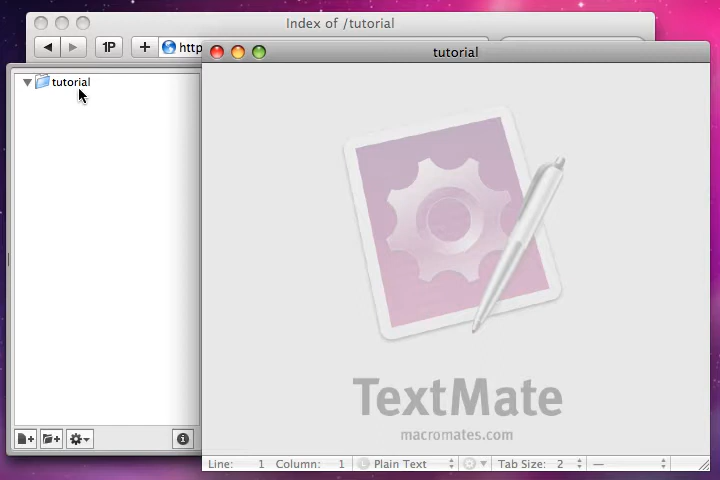 Index of /tutorial
1P
http
tutorial
tutorial
TextMate
macromates.com
Line: 1 Column: 1
L Plain Text
Tab Size: 2
—